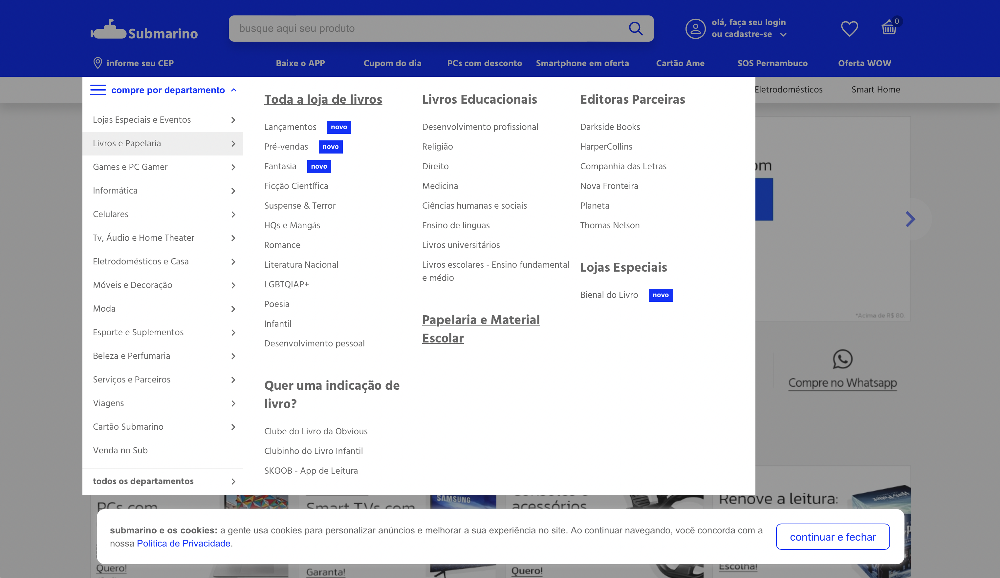 Submarino
busque aqui seu produto
olá, faça seu login
ou cadastre-se
0
informe seu CEP
Baixe o APP
Cupom do dia
PCs com desconto
Smartphone em oferta
Cartão Ame
SOS Pernambuco
Oferta WOW
compre por departamento
Eletrodomésticos
Smart Home
Lojas Especiais e Eventos
Livros e Papelaria
Games e PC Gamer
Informática
Celulares
Tv, Áudio e Home Theater
Eletrodomésticos e Casa
Móveis e Decoração
Moda
Esporte e Suplementos
Beleza e Perfumaria
Serviços e Parceiros
Viagens
Cartão Submarino
Venda no Sub
todos os departamentos
Toda a loja de livros
Lançamentos novo
Pré-vendas novo
Fantasia novo
Ficção Científica
Suspense & Terror
HQs e Mangás
Romance
Literatura Nacional
LGBTQIAP+
Poesia
Infantil
Desenvolvimento pessoal
Quer uma indicação de
livro?
Clube do Livro da Obvious
Clubinho do Livro Infantil
SKOOB - App de Leitura
Livros Educacionais
Desenvolvimento profissional
Religião
Direito
Medicina
Ciências humanas e sociais
Ensino de linguas
Livros universitários
Livros escolares - Ensino fundamental
e médio
Papelaria e Material
Escolar
Editoras Parceiras
Darkside Books
HarperCollins
Companhia das Letras
Nova Fronteira
Planeta
Thomas Nelson
Lojas Especiais
Bienal do Livro novo
*Acima de R$ 80.
Compre no Whatsapp
PCs com
Smart TVs com
SAMSUNG
acessórios
Renove a leitura:
Harry Potter
submarino e os cookies: a gente usa cookies para personalizar anúncios e melhorar a sua experiência no site. Ao continuar navegando, você concorda com a
nossa Política de Privacidade.
continuar e fechar
Quero!
Garanta!
Quero!
Escolha!